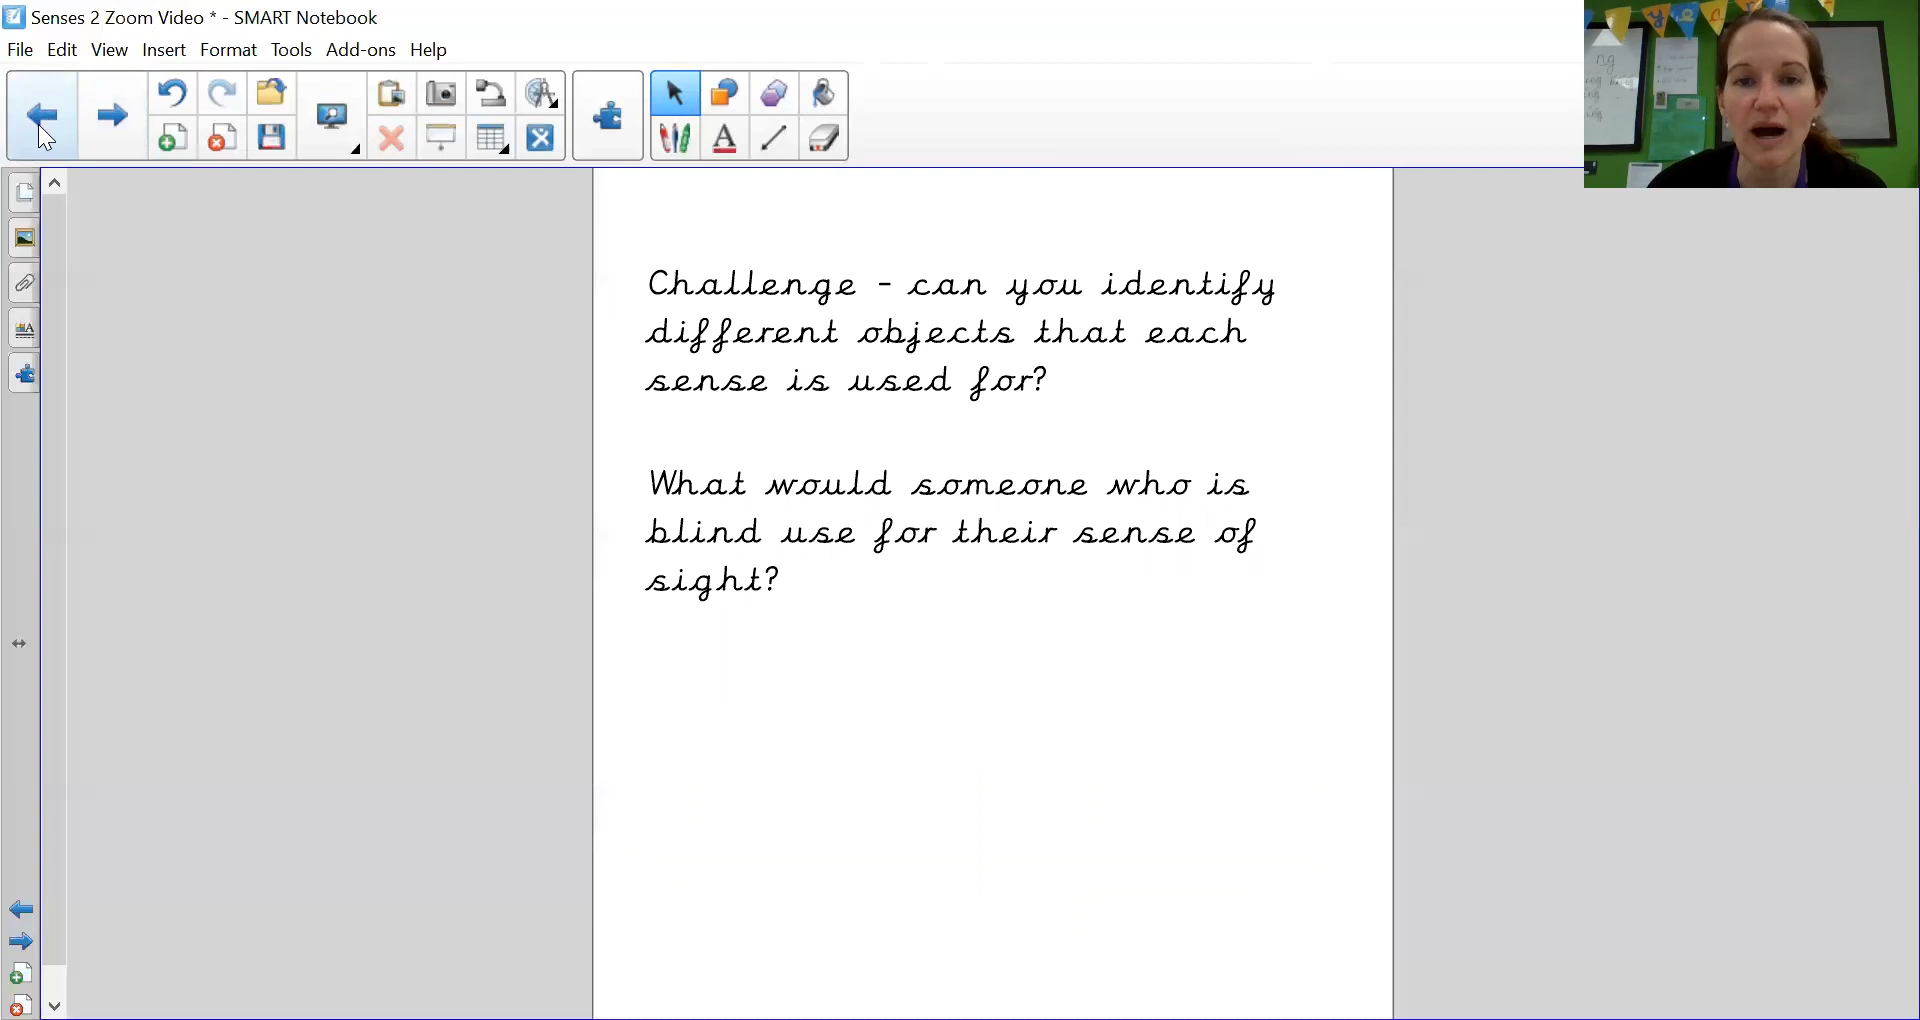 Senses 2 Zoom Video * - SMART Notebook
File Edit View Insert Format Tools Add-ons Help
Challenge - can you identify
different objects that each
sense is used for?
What would someone who is
blind use for their sense of
sight?